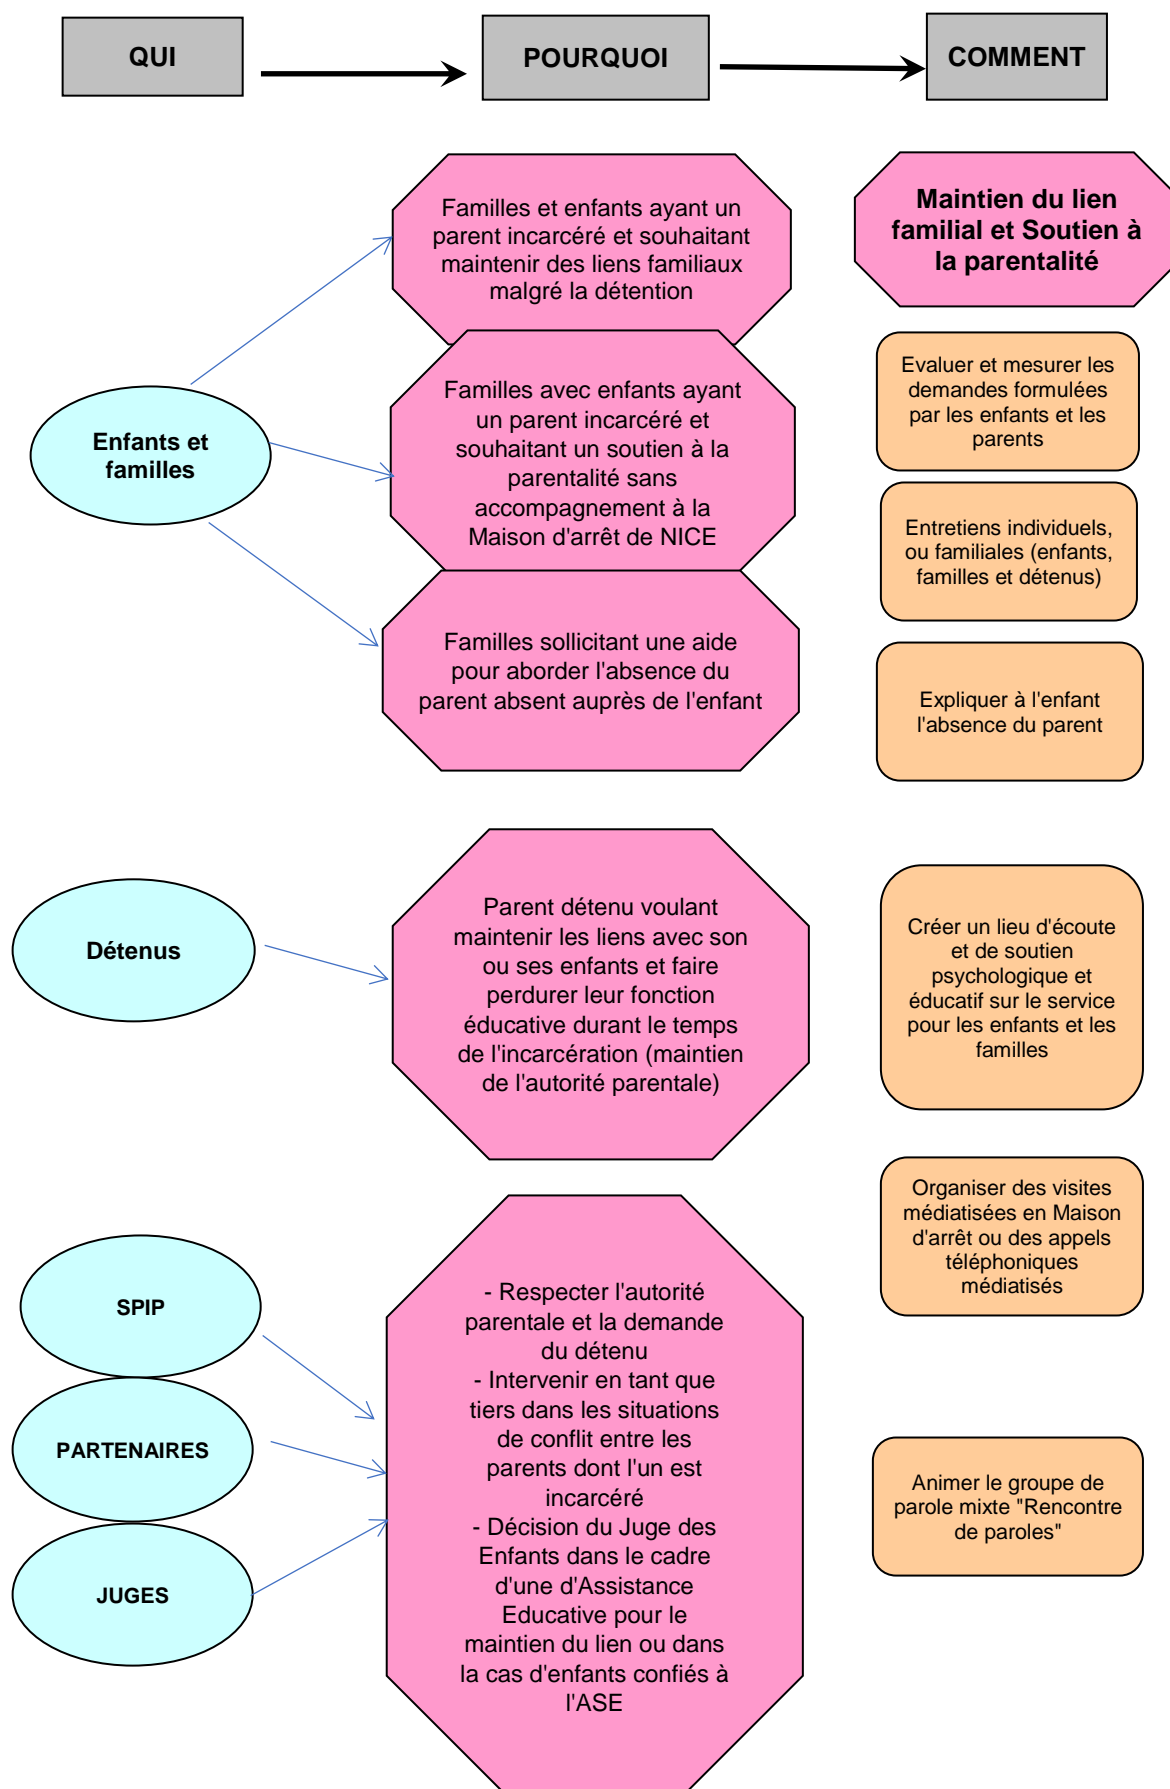 QUI
POURQUOI
COMMENT
Familles et enfants ayant un
parent incarcéré et souhaitant
maintenir des liens familiaux
malgré la détention
Maintien du lien
familial et Soutien à
la parentalité
Enfants et
familles
Familles avec enfants ayant
un parent incarcéré et
souhaitant un soutien à la
parentalité sans
accompagnement à la
Maison d'arrêt de NICE
Evaluer et mesurer les
demandes formulées
par les enfants et les
parents
Entretiens individuels,
ou familiales (enfants,
familles et détenus)
Familles sollicitant une aide
pour aborder l'absence du
parent absent auprès de l'enfant
Expliquer à l'enfant
l'absence du parent
Détenus
Parent détenu voulant
maintenir les liens avec son
ou ses enfants et faire
perdurer leur fonction
éducative durant le temps
de l'incarcération (maintien
de l'autorité parentale)
Créer un lieu d'écoute
et de soutien
psychologique et
éducatif sur le service
pour les enfants et les
familles
Organiser des visites
médiatisées en Maison
d'arrêt ou des appels
téléphoniques
médiatisés
SPIP
PARTENAIRES
JUGES
- Respecter l'autorité
parentale et la demande
du détenu
- Intervenir en tant que
tiers dans les situations
de conflit entre les
parents dont l'un est
incarcéré
- Décision du Juge des
Enfants dans le cadre
d'une d'Assistance
Educative pour le
maintien du lien ou dans
la cas d'enfants confiés à
l'ASE
Animer le groupe de
parole mixte "Rencontre
de paroles"